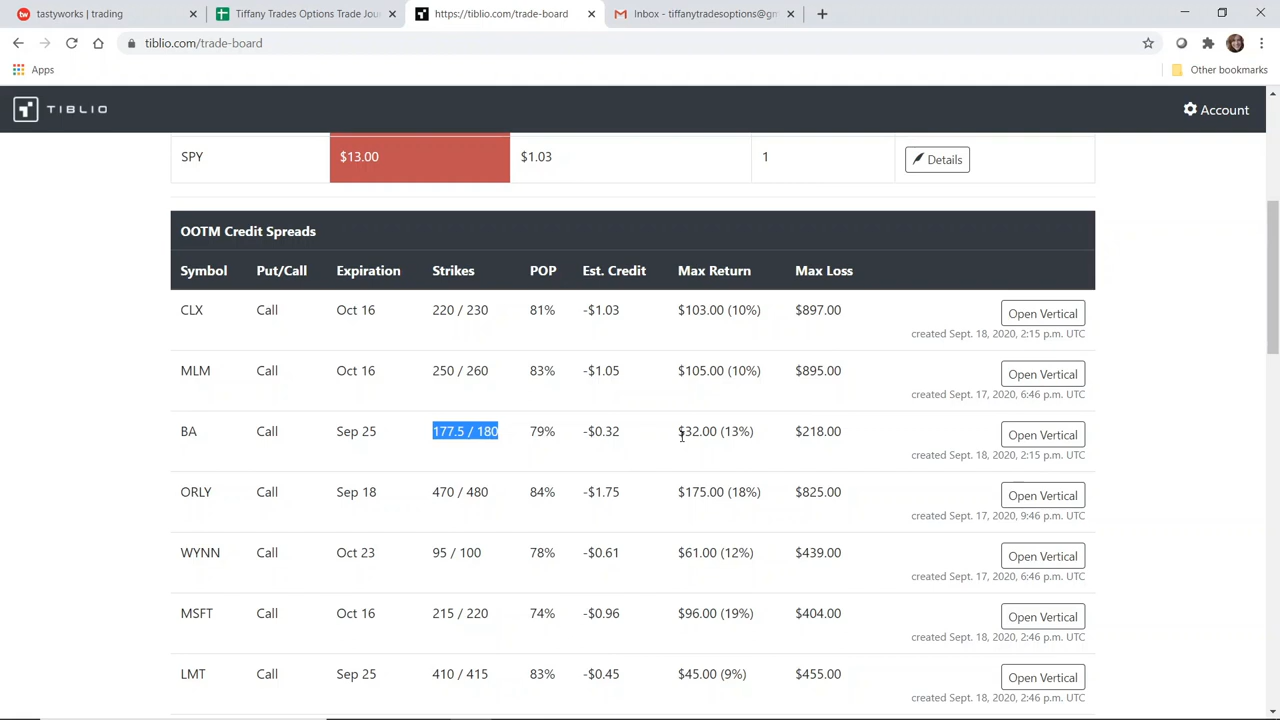 tastyworks | trading
Tiffany Trades Options Trade Jou
https://tiblio.com/trade-board
Inbox - tiffanytradesoptions@gm
tiblio.com/trade-board
Apps
Other bookmarks
TIBLIO
Account
SPY $13.00 $1.03 1 Details
OOTM Credit Spreads
Symbol Put/Call Expiration Strikes POP Est. Credit Max Return Max Loss
CLX Call Oct 16 220 / 230 81% -$1.03 $103.00 (10%) $897.00 Open Vertical
created Sept. 18, 2020, 2:15 p.m. UTC
MLM Call Oct 16 250 / 260 83% -$1.05 $105.00 (10%) $895.00 Open Vertical
created Sept. 17, 2020, 6:46 p.m. UTC
BA Call Sep 25 177.5 / 180 79% -$0.32 $32.00 (13%) $218.00 Open Vertical
created Sept. 18, 2020, 2:15 p.m. UTC
ORLY Call Sep 18 470 / 480 84% -$1.75 $175.00 (18%) $825.00 Open Vertical
created Sept. 17, 2020, 9:46 p.m. UTC
WYNN Call Oct 23 95 / 100 78% -$0.61 $61.00 (12%) $439.00 Open Vertical
created Sept. 17, 2020, 6:46 p.m. UTC
MSFT Call Oct 16 215 / 220 74% -$0.96 $96.00 (19%) $404.00 Open Vertical
created Sept. 18, 2020, 2:46 p.m. UTC
LMT Call Sep 25 410 / 415 83% -$0.45 $45.00 (9%) $455.00 Open Vertical
created Sept. 18, 2020, 2:46 p.m. UTC